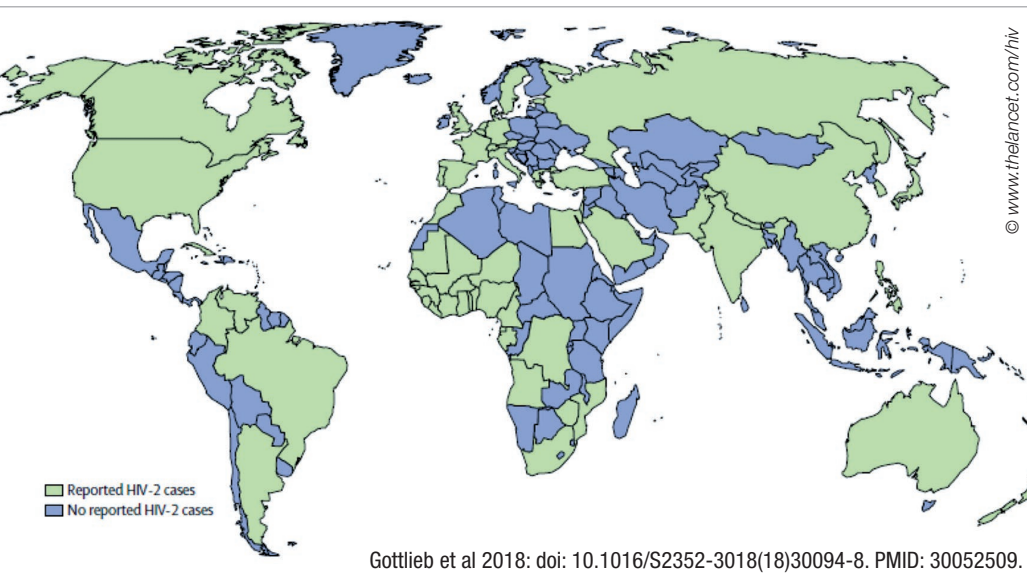 © www.thelancet.com/hiv
Reported HIV-2 cases
No reported HIV-2 cases
Gottlieb et al 2018: doi: 10.1016/S2352-3018(18)30094-8. PMID: 30052509.